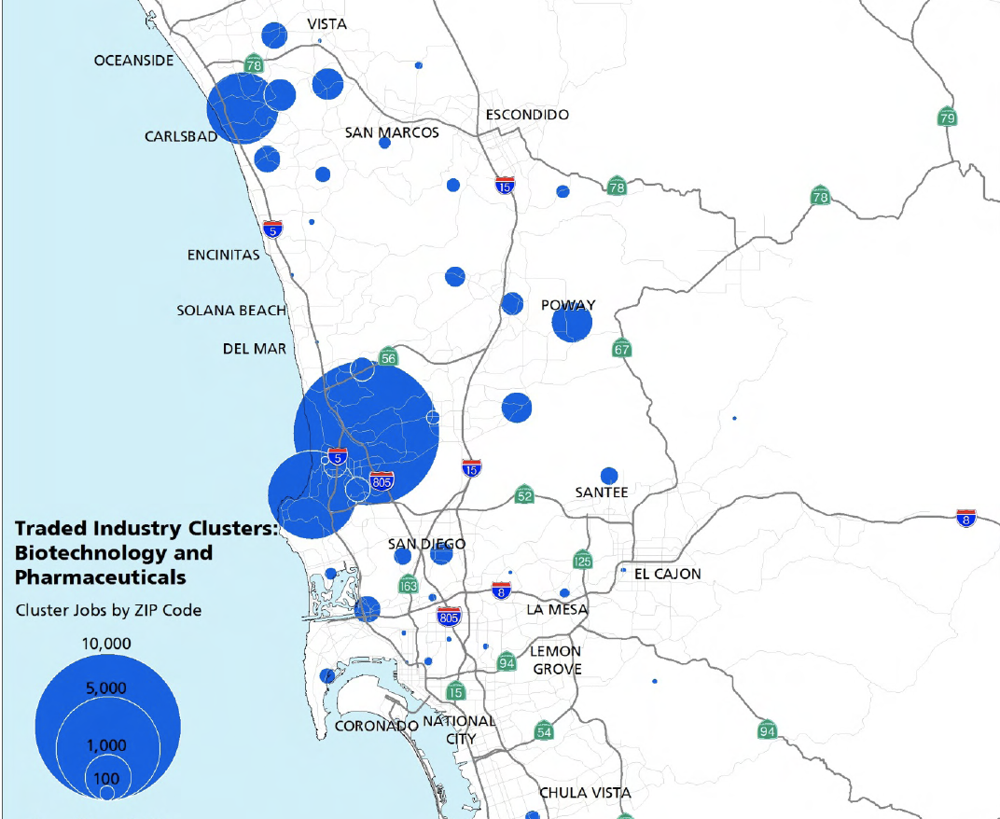 VISTA
OCEANSIDE
78
ESCONDIDO
79
SAN MARCOS
CARLSBAD
15
78
78
5
ENCINITAS
SOLANA BEACH
POWAY
DEL MAR
56
67
5
15
805
SANTEE
52
8
Traded Industry Clusters:
Biotechnology and
Pharmaceuticals
SAN DIEGO
125
EL CAJON
163
8
Cluster Jobs by ZIP Code
LA MESA
805
10,000
LEMON
GROVE
94
5,000
15
CORONADO
NATIONAL
CITY
54
94
1,000
100
CHULA VISTA